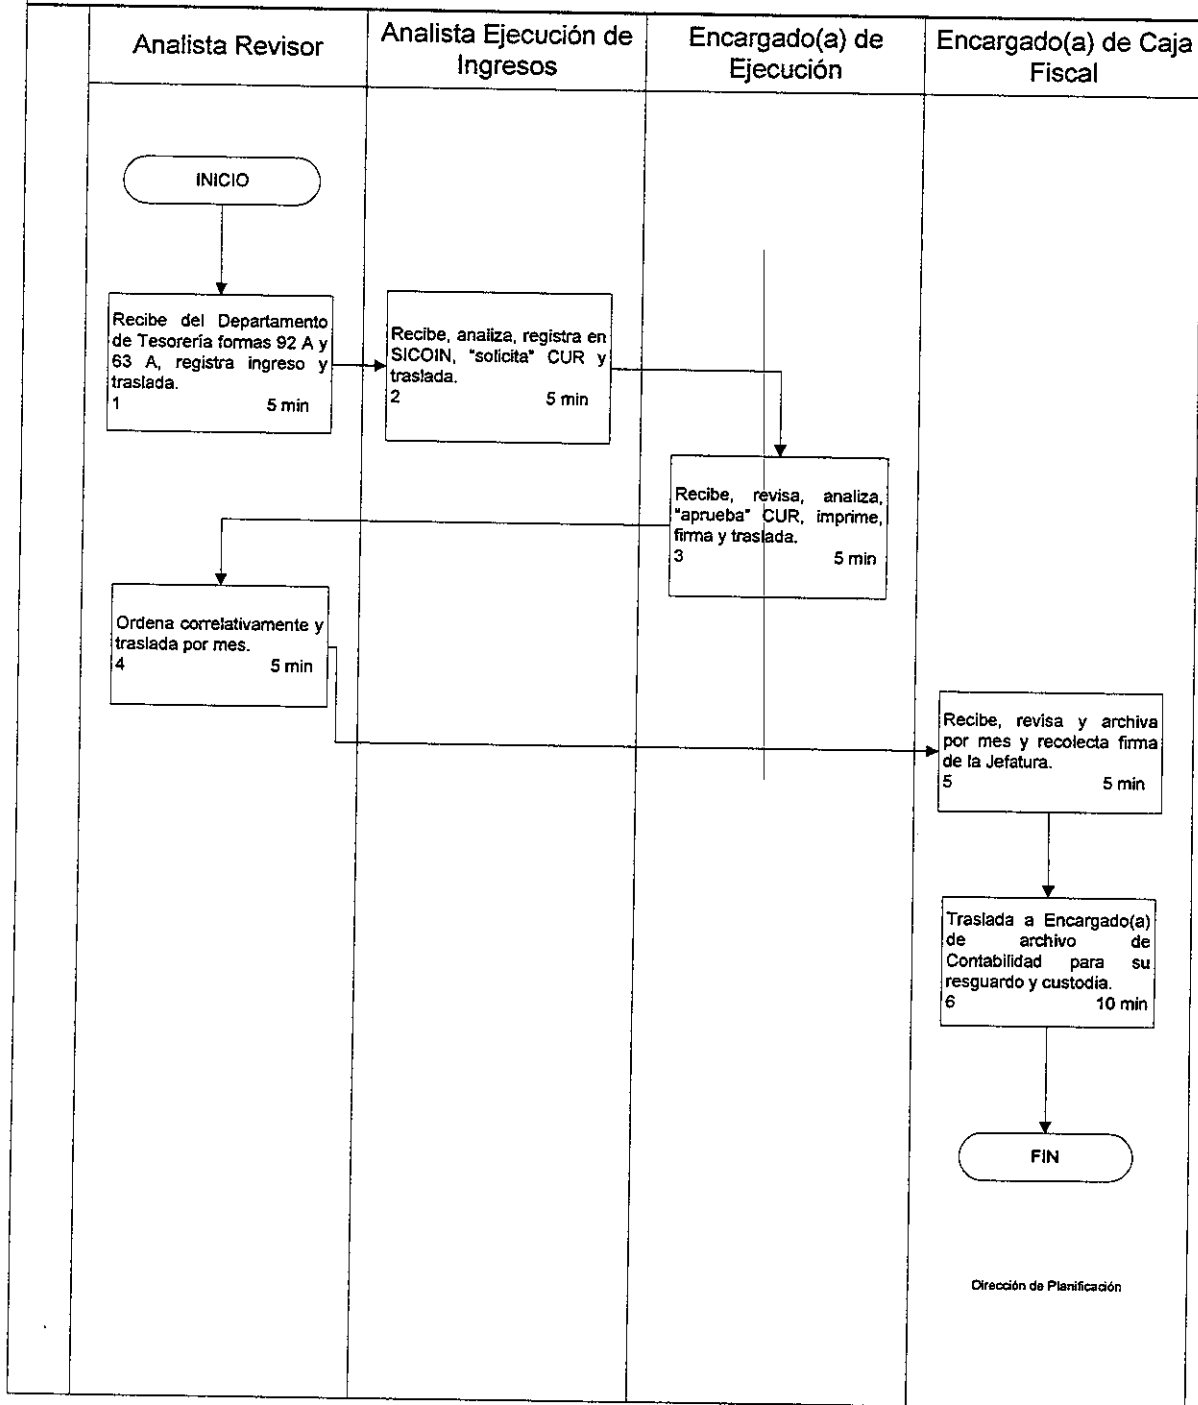 Analista Revisor
Analista Ejecución de
Ingresos
Encargado(a) de
Ejecución
Encargado(a) de Caja
Fiscal
INICIO
Recibe del Departamento
de Tesorería formas 92 A y
63 A, registra ingreso y
traslada.
1 5 min
Recibe, analiza, registra en
SICOIN, "solicita" CUR y
traslada.
2 5 min
Recibe, revisa, analiza,
"aprueba" CUR, imprime,
firma y traslada.
3 5 min
Ordena correlativamente y
traslada por mes.
4 5 min
Recibe, revisa y archiva
por mes y recolecta firma
de la Jefatura.
5 5 min
Traslada a Encargado(a)
de archivo de
Contabilidad para su
resguardo y custodia.
6 10 min
FIN
Dirección de Planificación